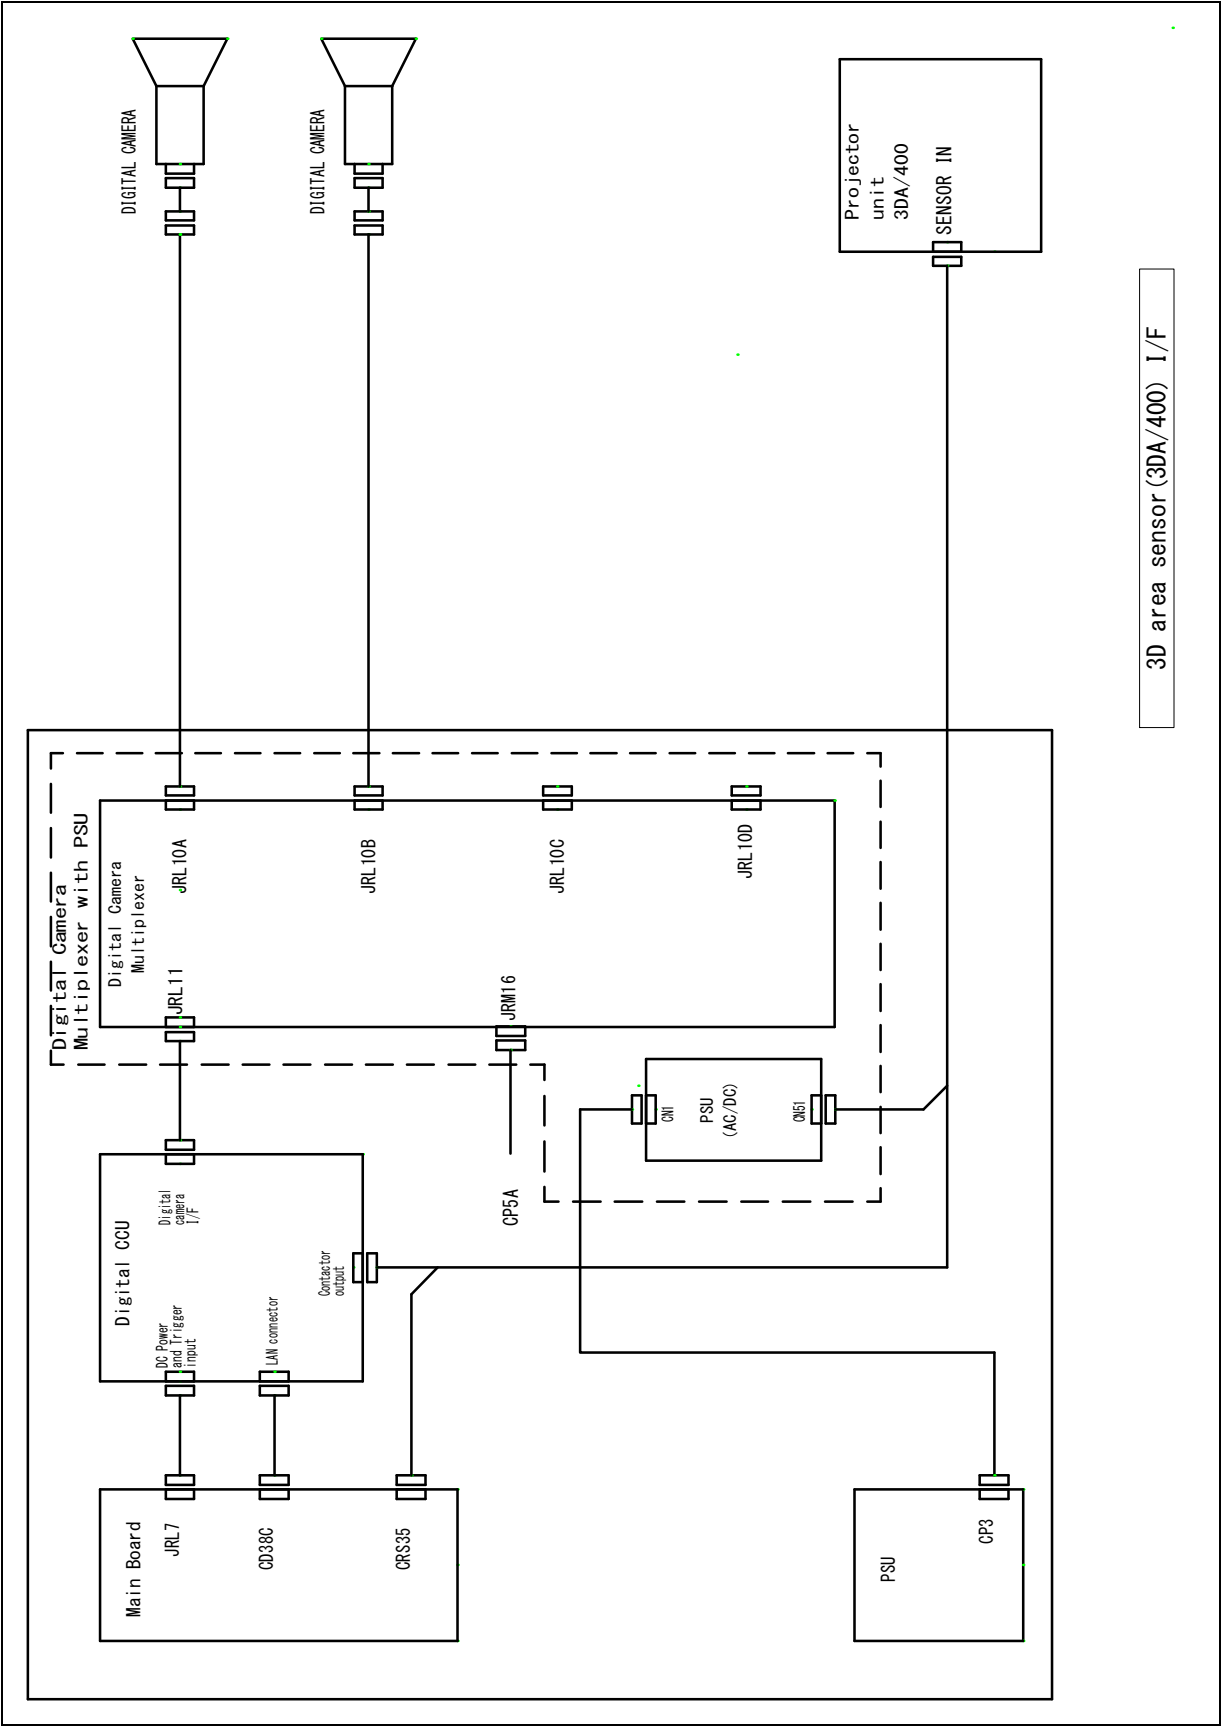 Main Board
JRL7
CD38C
CRS35
PSU
CP3
Digital CCU
DC Power
and Trigger
input
LAN connector
Digital
camera
I/F
Contactor
output
CP5A
Digital Camera
Multiplexer with PSU
Digital Camera
Multiplexer
JRL11
JRM16
JRL10A
JRL10B
JRL10C
JRL10D
PSU
(AC/DC)
CN1
CN51
DIGITAL CAMERA
DIGITAL CAMERA
Projector
unit
3DA/400
SENSOR IN
3D area sensor(3DA/400) I/F